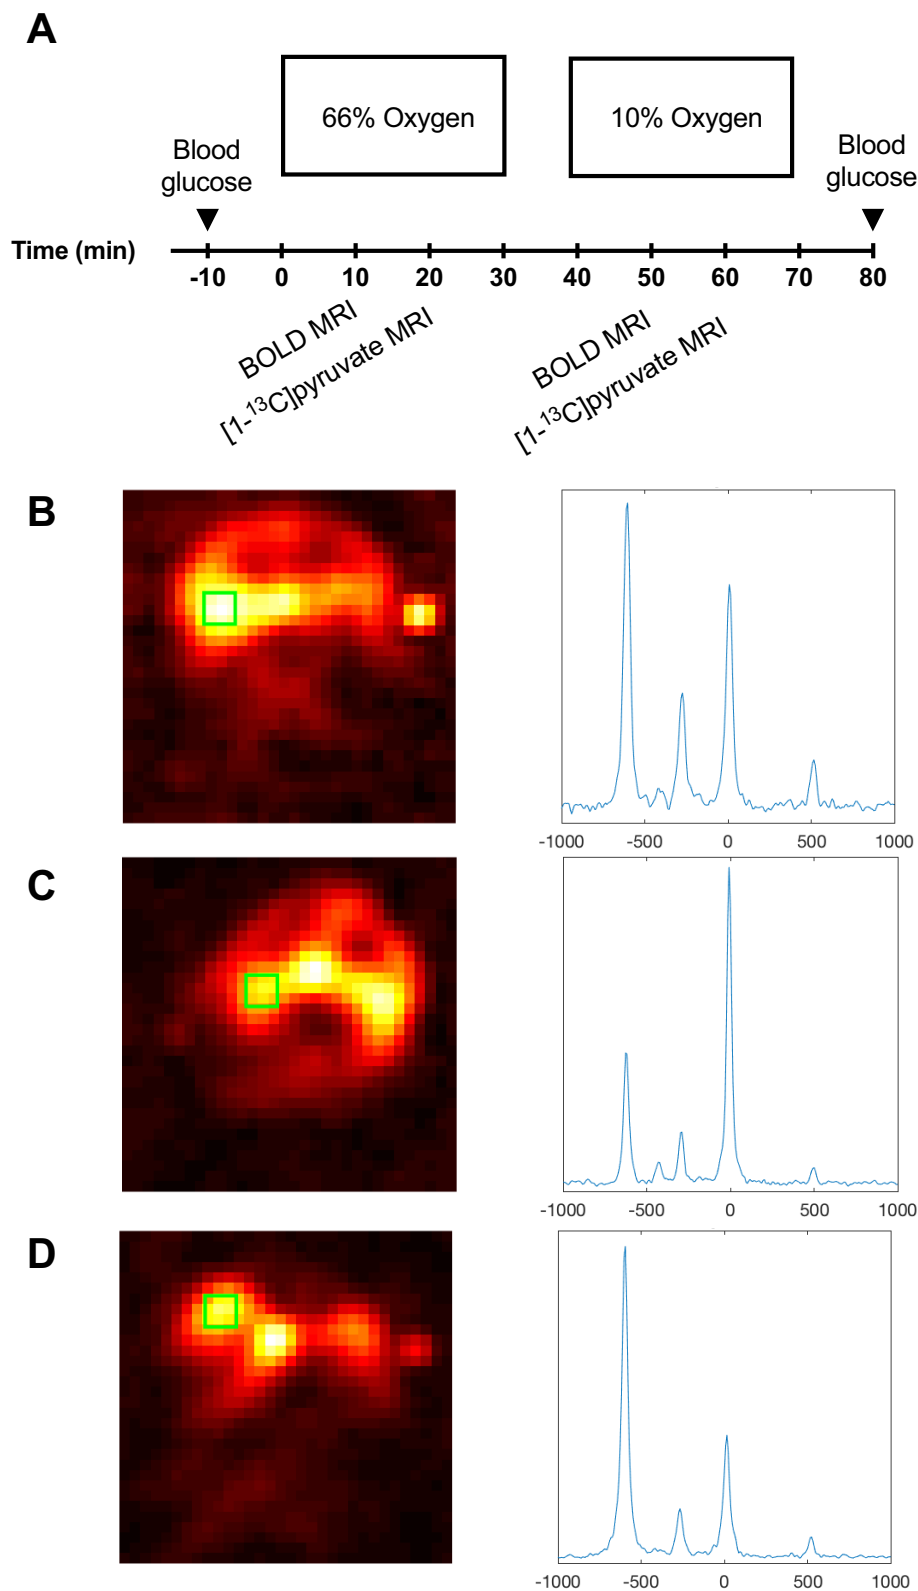 A
66% Oxygen
10% Oxygen
Blood
glucose
Blood
glucose
Time (min)
-10 0 10 20 30 40 50 60 70 80
BOLD MRI
[1-¹³C]pyruvate MRI
BOLD MRI
[1-¹³C]pyruvate MRI
B
-1000 -500 0 500 1000
C
-1000 -500 0 500 1000
D
-1000 -500 0 500 1000